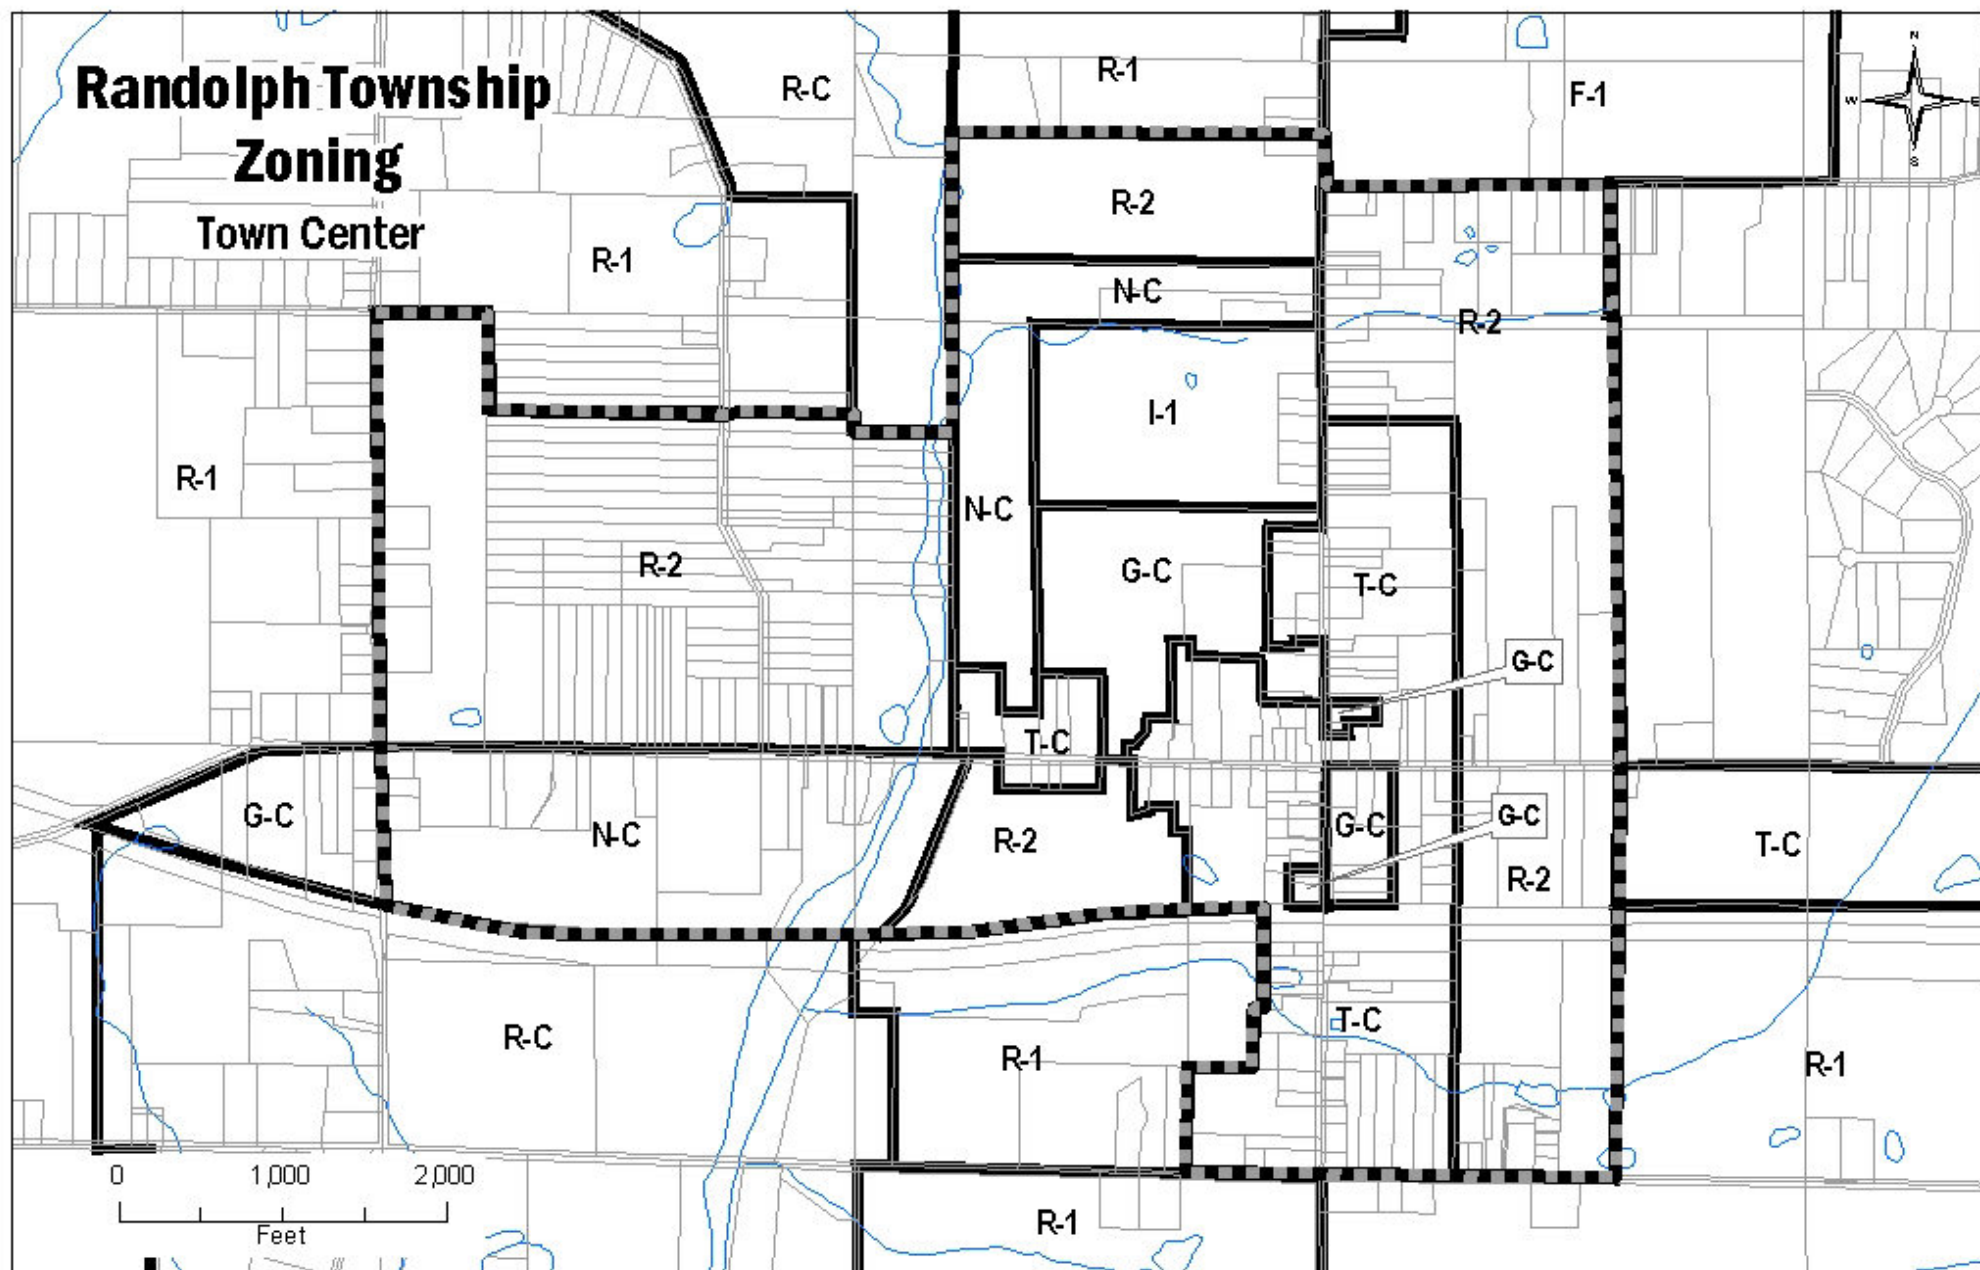 R-1
R-C
F-1
N
W
E
S
Randolph Township
Zoning
Town Center
R-2
R-1
N-C
R-2
I-1
R-1
N-C
R-2
G-C
T-C
G-C
T-C
G-C
N-C
R-2
G-C
G-C
T-C
R-2
R-C
R-1
T-C
R-1
0 1,000 2,000
Feet
R-1